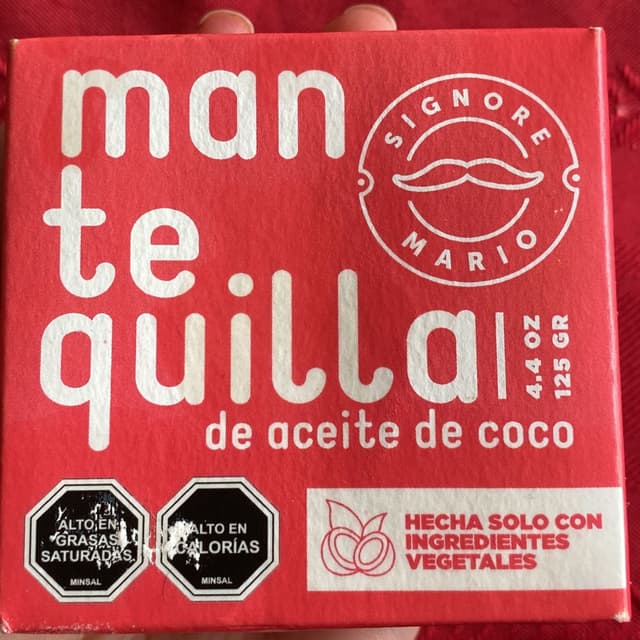 man
te
quilla
de aceite de coco
SIGNORE
MARIO
4.4 OZ
125 GR
ALTO EN
GRASAS
SATURADAS
MINSAL
ALTO EN
CALORÍAS
MINSAL
HECHA SOLO CON
INGREDIENTES
VEGETALES